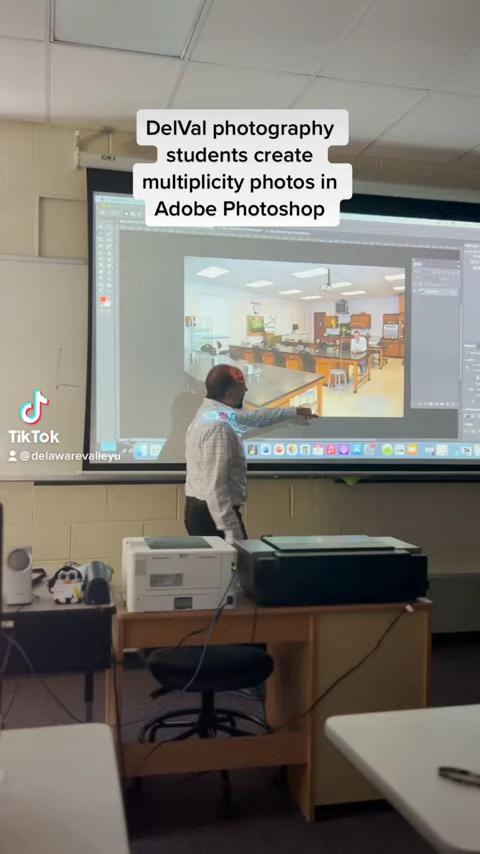 DelVal photography
students create
multiplicity photos in
Adobe Photoshop
TikTok
@delawarevalleyu